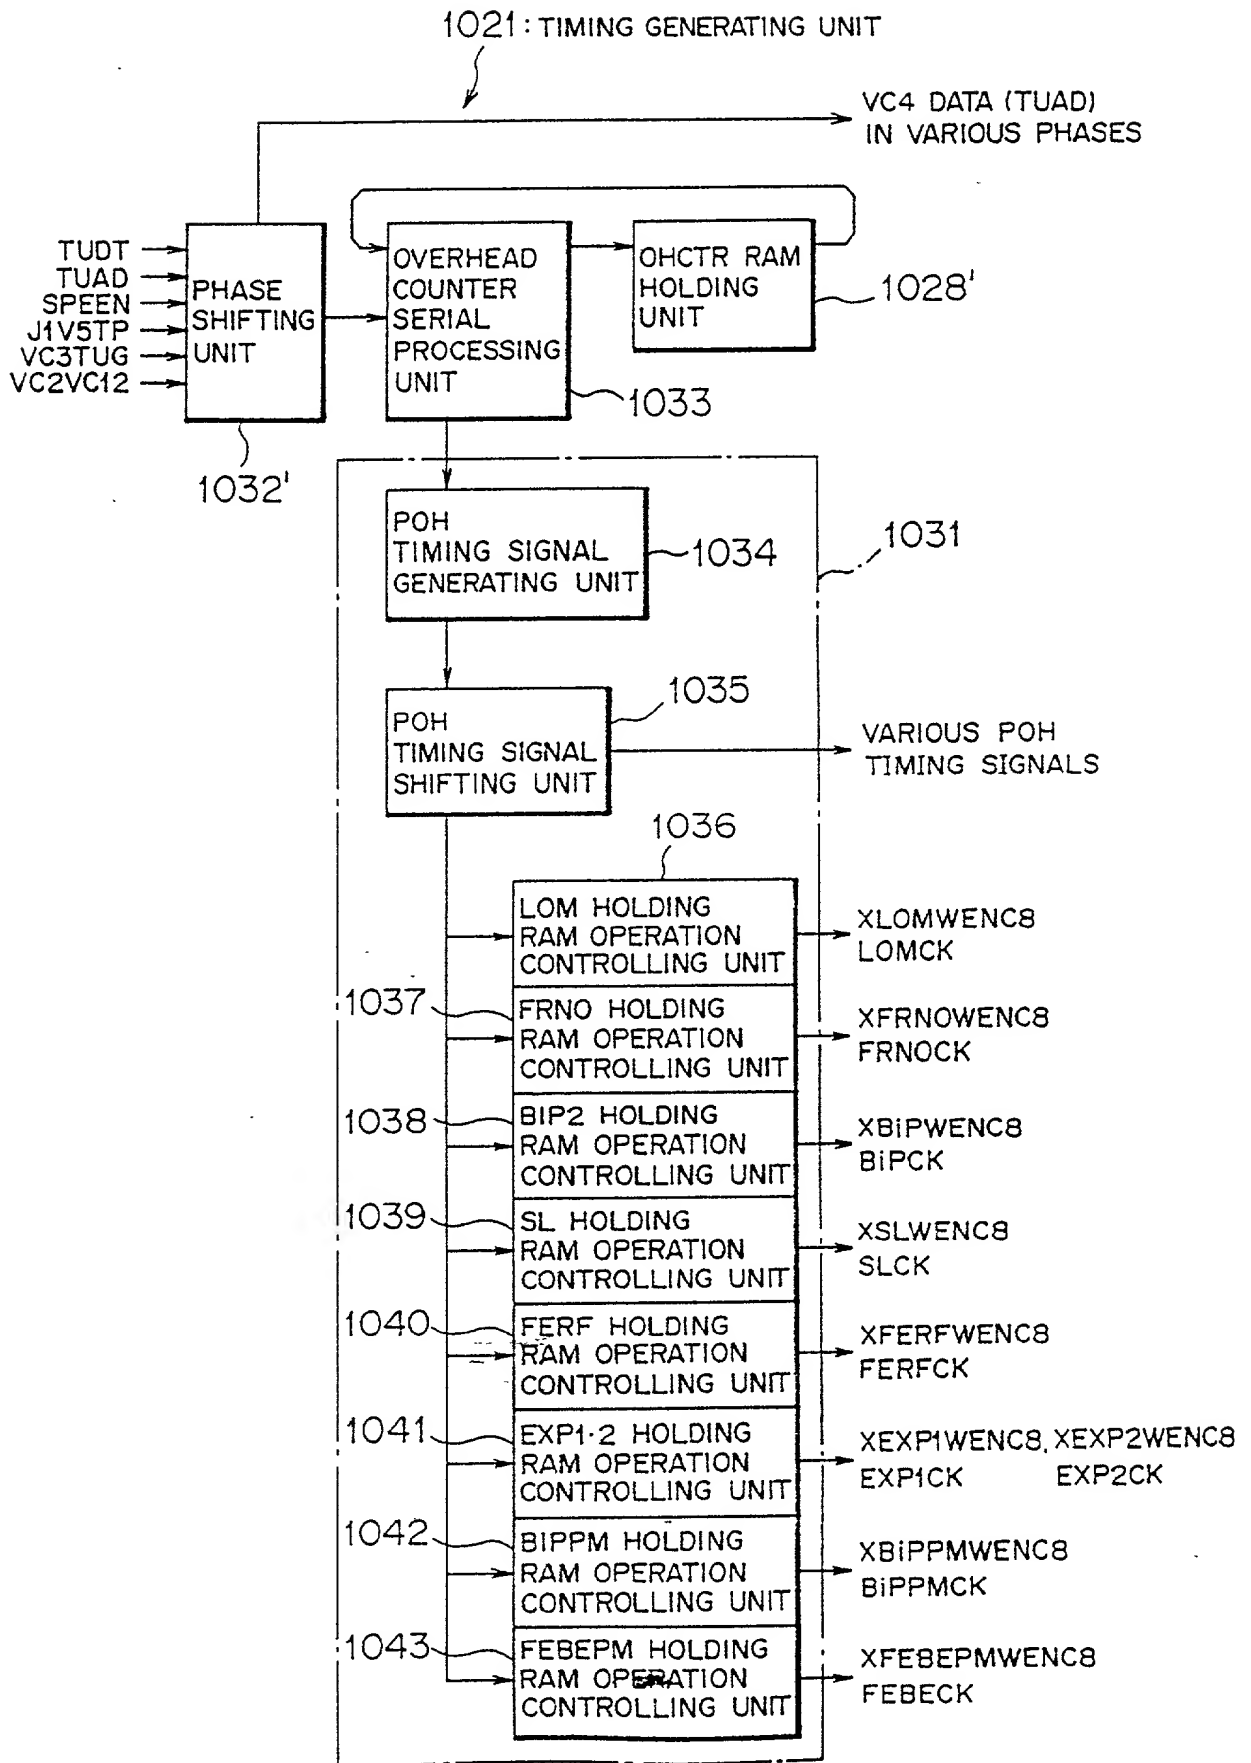 1021: TIMING GENERATING UNIT
VC4 DATA (TUAD)
IN VARIOUS PHASES
TUDT
TUAD
SPEEN
J1V5TP
VC3TUG
VC2VC12
PHASE
SHIFTING
UNIT
1032'
OVERHEAD
COUNTER
SERIAL
PROCESSING
UNIT
1033
OHCTR RAM
HOLDING
UNIT
1028'
POH
TIMING SIGNAL
GENERATING UNIT
1034
1031
POH
TIMING SIGNAL
SHIFTING UNIT
1035
VARIOUS POH
TIMING SIGNALS
1036
LOM HOLDING
RAM OPERATION
CONTROLLING UNIT
XLOMWENC8
LOMCK
1037
FRNO HOLDING
RAM OPERATION
CONTROLLING UNIT
XFRNOWENC8
FRNOCK
1038
BIP2 HOLDING
RAM OPERATION
CONTROLLING UNIT
XBiPWENC8
BiPCK
1039
SL HOLDING
RAM OPERATION
CONTROLLING UNIT
XSLWENC8
SLCK
1040
FERF HOLDING
RAM OPERATION
CONTROLLING UNIT
XFERFWENC8
FERFCK
1041
EXP1·2 HOLDING
RAM OPERATION
CONTROLLING UNIT
XEXP1WENC8, XEXP2WENC8
EXP1CK EXP2CK
1042
BIPPM HOLDING
RAM OPERATION
CONTROLLING UNIT
XBiPPMWENC8
BiPPMCK
1043
FEBEPM HOLDING
RAM OPERATION
CONTROLLING UNIT
XFEBEPMWENC8
FEBECK